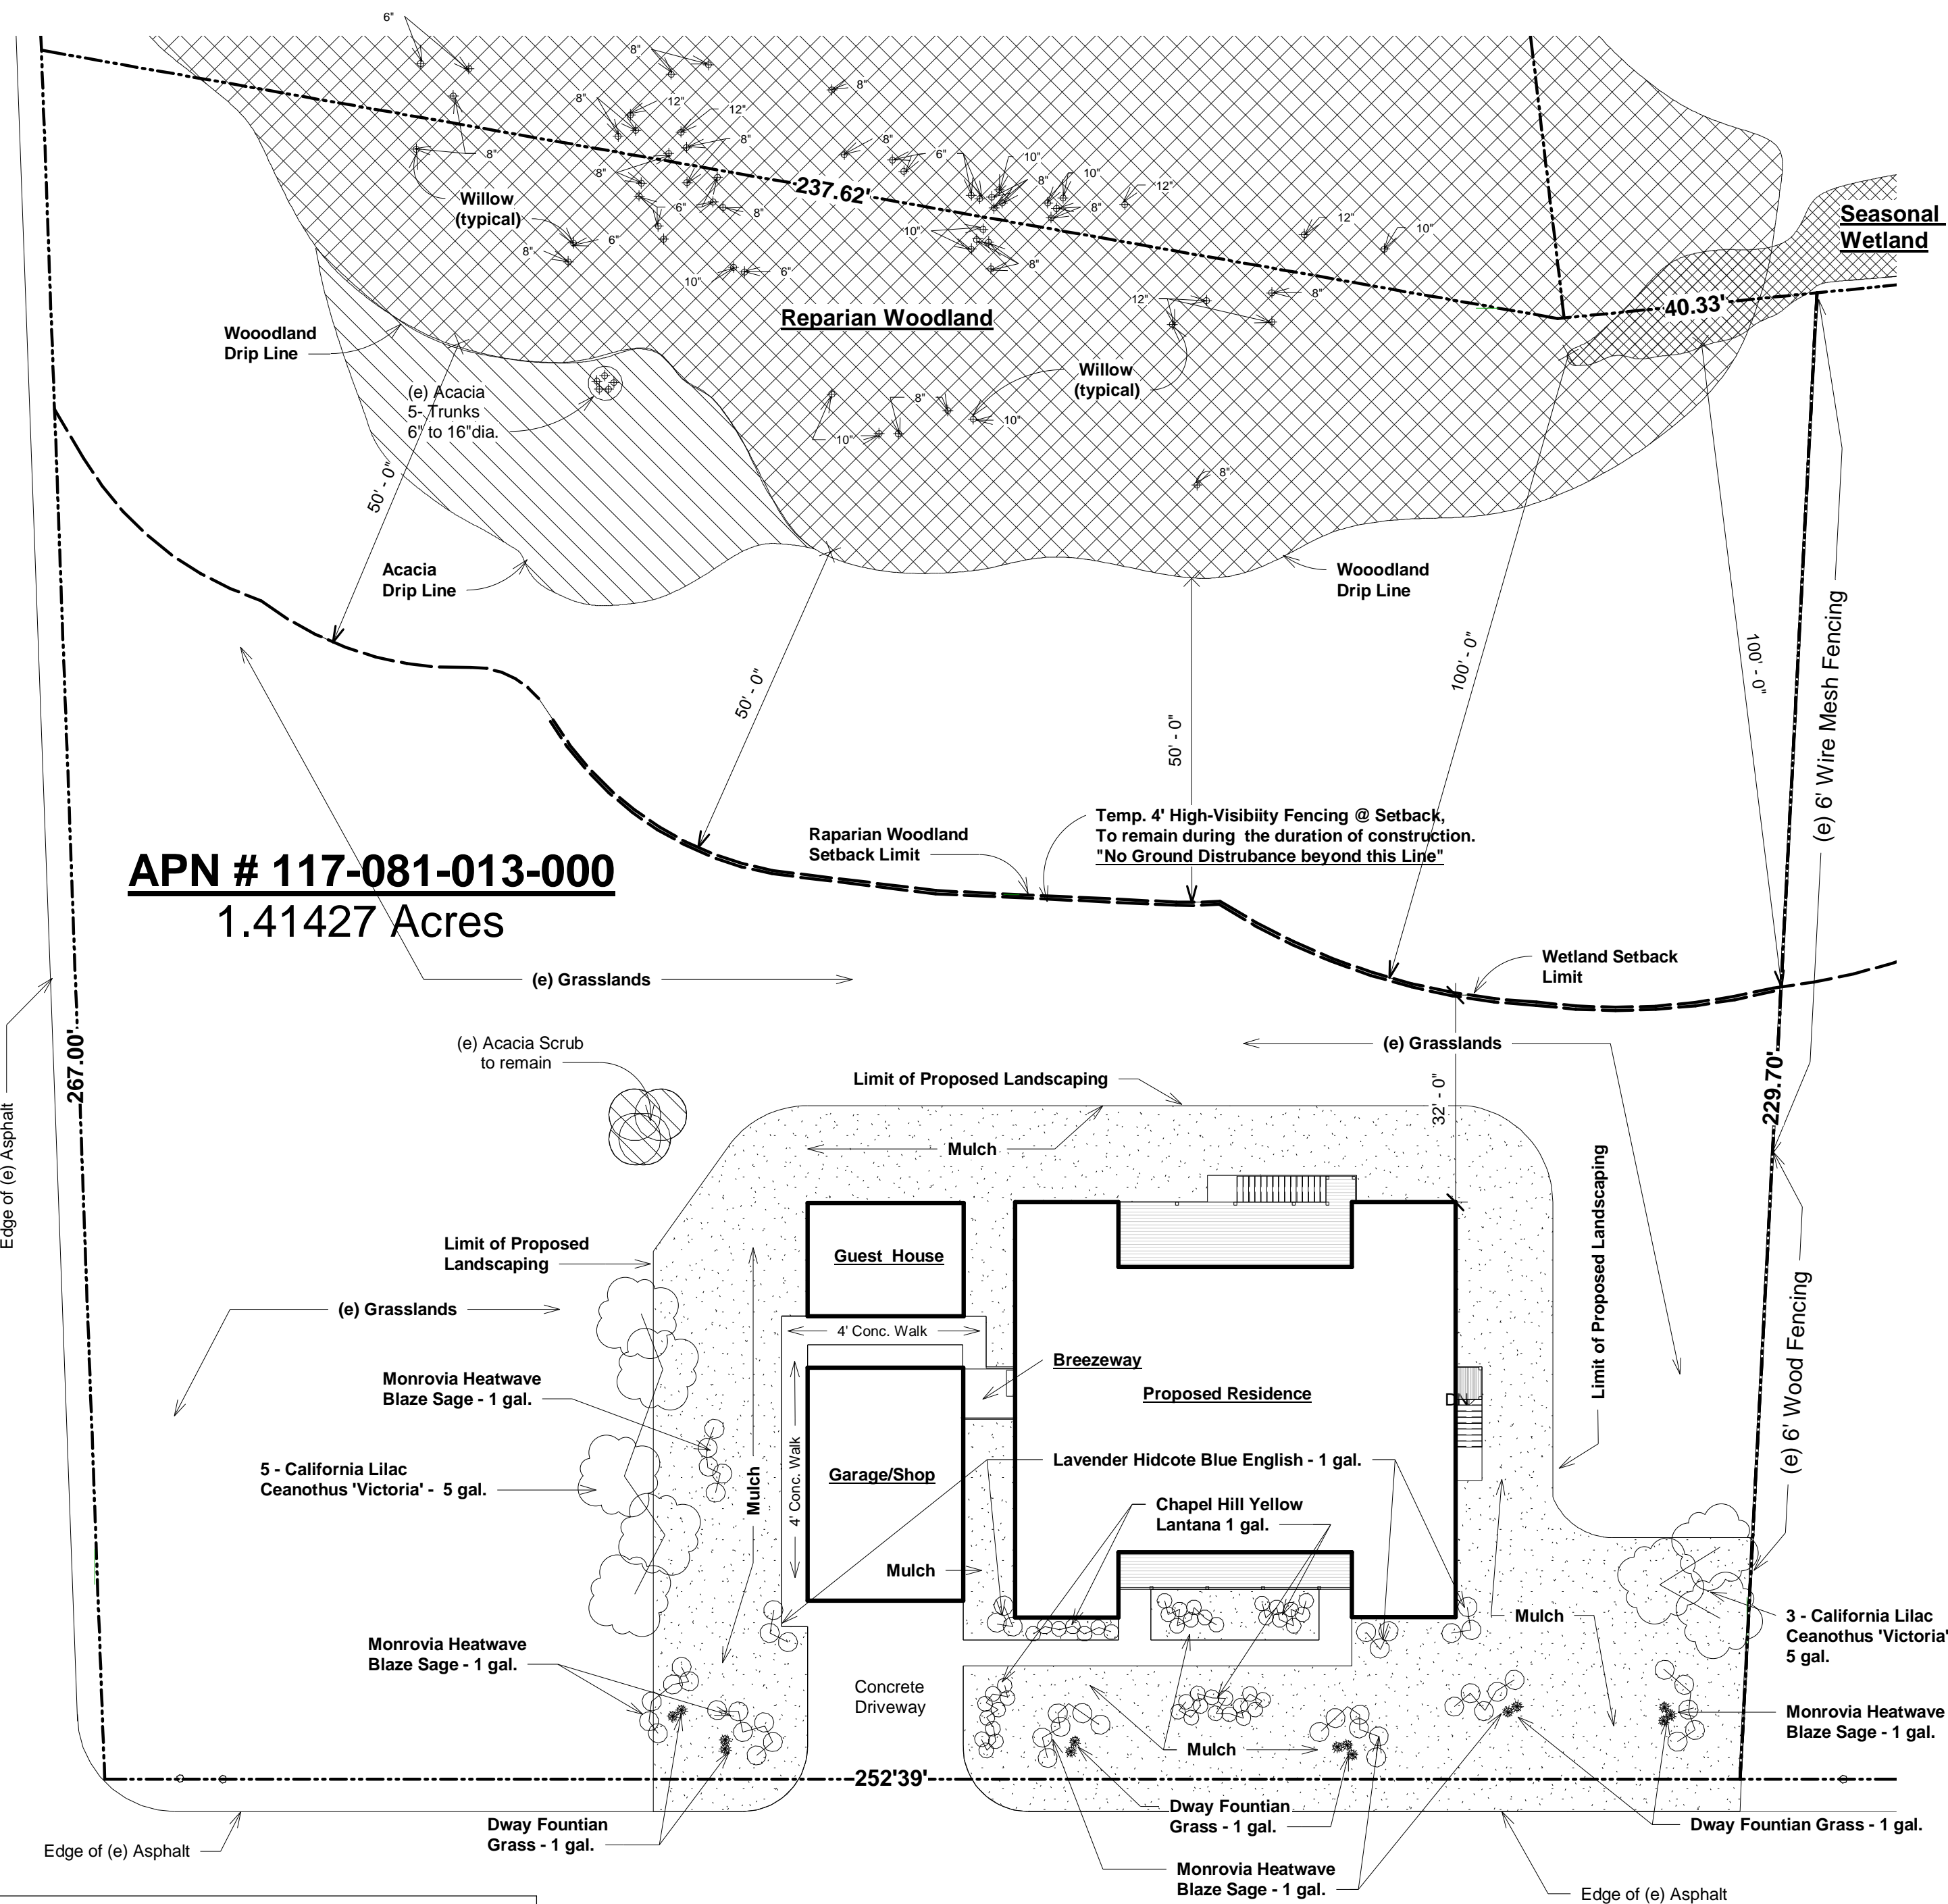 6"
8"
8"
8"
12"
12"
8"
8"
8"
6"
10"
8"
10"
12"
8"
8"
Willow
(typical)
237.62'
6"
8"
8"
10"
12"
10"
Seasonal
Wetland
6"
8"
10"
6"
8"
12"
8"
40.33'
Reparian Woodland
Wooodland
Drip Line
Willow
(typical)
(e) Acacia
5- Trunks
6" to 16"dia.
8"
10"
10"
8"
50' - 0"
Acacia
Drip Line
Wooodland
Drip Line
50' - 0"
50' - 0"
100' - 0"
100' - 0"
(e) 6' Wire Mesh Fencing
Temp. 4' High-Visibiity Fencing @ Setback,
To remain during the duration of construction.
"No Ground Distrubance beyond this Line"
Raparian Woodland
Setback Limit
APN # 117-081-013-000
1.41427 Acres
Wetland Setback
Limit
(e) Grasslands
(e) Acacia Scrub
to remain
(e) Grasslands
267.00'
229.70'
Limit of Proposed Landscaping
32' - 0"
Edge of (e) Asphalt
Mulch
Limit of Proposed
Landscaping
Guest House
Limit of Proposed Landscaping
(e) 6' Wood Fencing
(e) Grasslands
4' Conc. Walk
Breezeway
Monrovia Heatwave
Blaze Sage - 1 gal.
Proposed Residence
DN
5 - California Lilac
Ceanothus 'Victoria' - 5 gal.
Mulch
4' Conc. Walk
Garage/Shop
Lavender Hidcote Blue English - 1 gal.
Chapel Hill Yellow
Lantana 1 gal.
Mulch
Mulch
3 - California Lilac
Ceanothus 'Victoria'
5 gal.
Monrovia Heatwave
Blaze Sage - 1 gal.
Concrete
Driveway
Monrovia Heatwave
Blaze Sage - 1 gal.
Mulch
252'39'
Dway Fountian
Grass - 1 gal.
Dway Fountian
Grass - 1 gal.
Dway Fountian Grass - 1 gal.
Edge of (e) Asphalt
Monrovia Heatwave
Blaze Sage - 1 gal.
Edge of (e) Asphalt